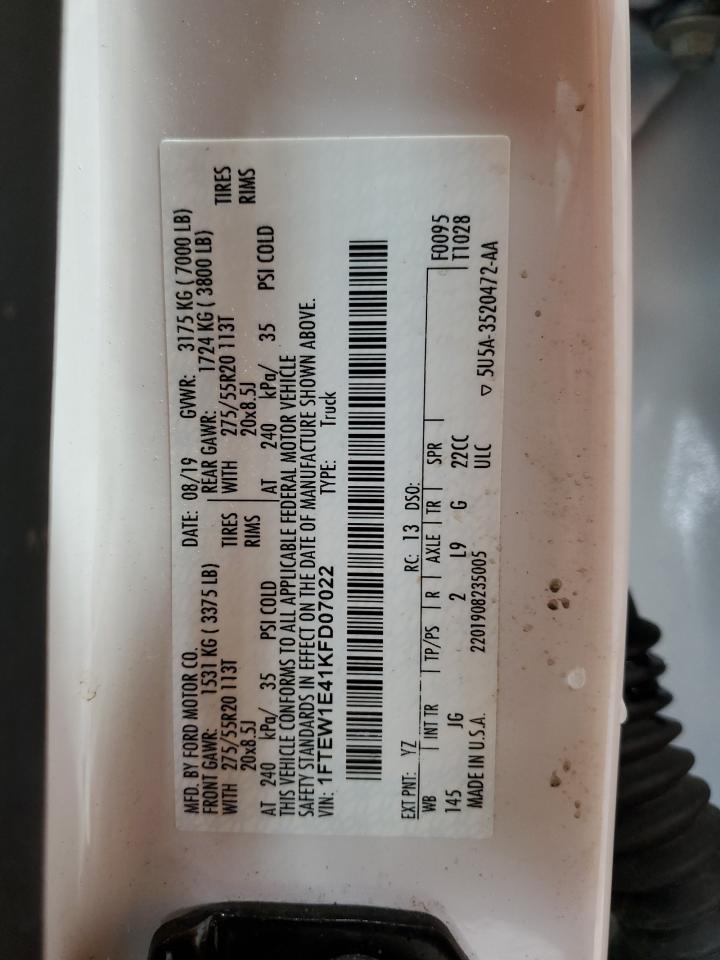 MFD. BY FORD MOTOR CO. DATE: 08/19 GVWR: 3175 KG ( 7000 LB)
FRONT GAWR: 1531 KG ( 3375 LB) REAR GAWR: 1724 KG ( 3800 LB)
WITH 275/55R20 113T TIRES WITH 275/55R20 113T TIRES
20x8.5J RIMS 20x8.5J RIMS
AT 240 kPa/ 35 PSI COLD AT 240 kPa/ 35 PSI COLD
THIS VEHICLE CONFORMS TO ALL APPLICABLE FEDERAL MOTOR VEHICLE
SAFETY STANDARDS IN EFFECT ON THE DATE OF MANUFACTURE SHOWN ABOVE.
VIN: 1FTEW1E41KFD07022 TYPE: Truck
EXT PNT: YZ RC: 13 DSO:
WB INT TR TP/PS R AXLE TR SPR F0095
145 JG 2 L9 G 22CC T1028
MADE IN U.S.A. 2201908235005 UILC ▽ 5U5A-3520472-AA